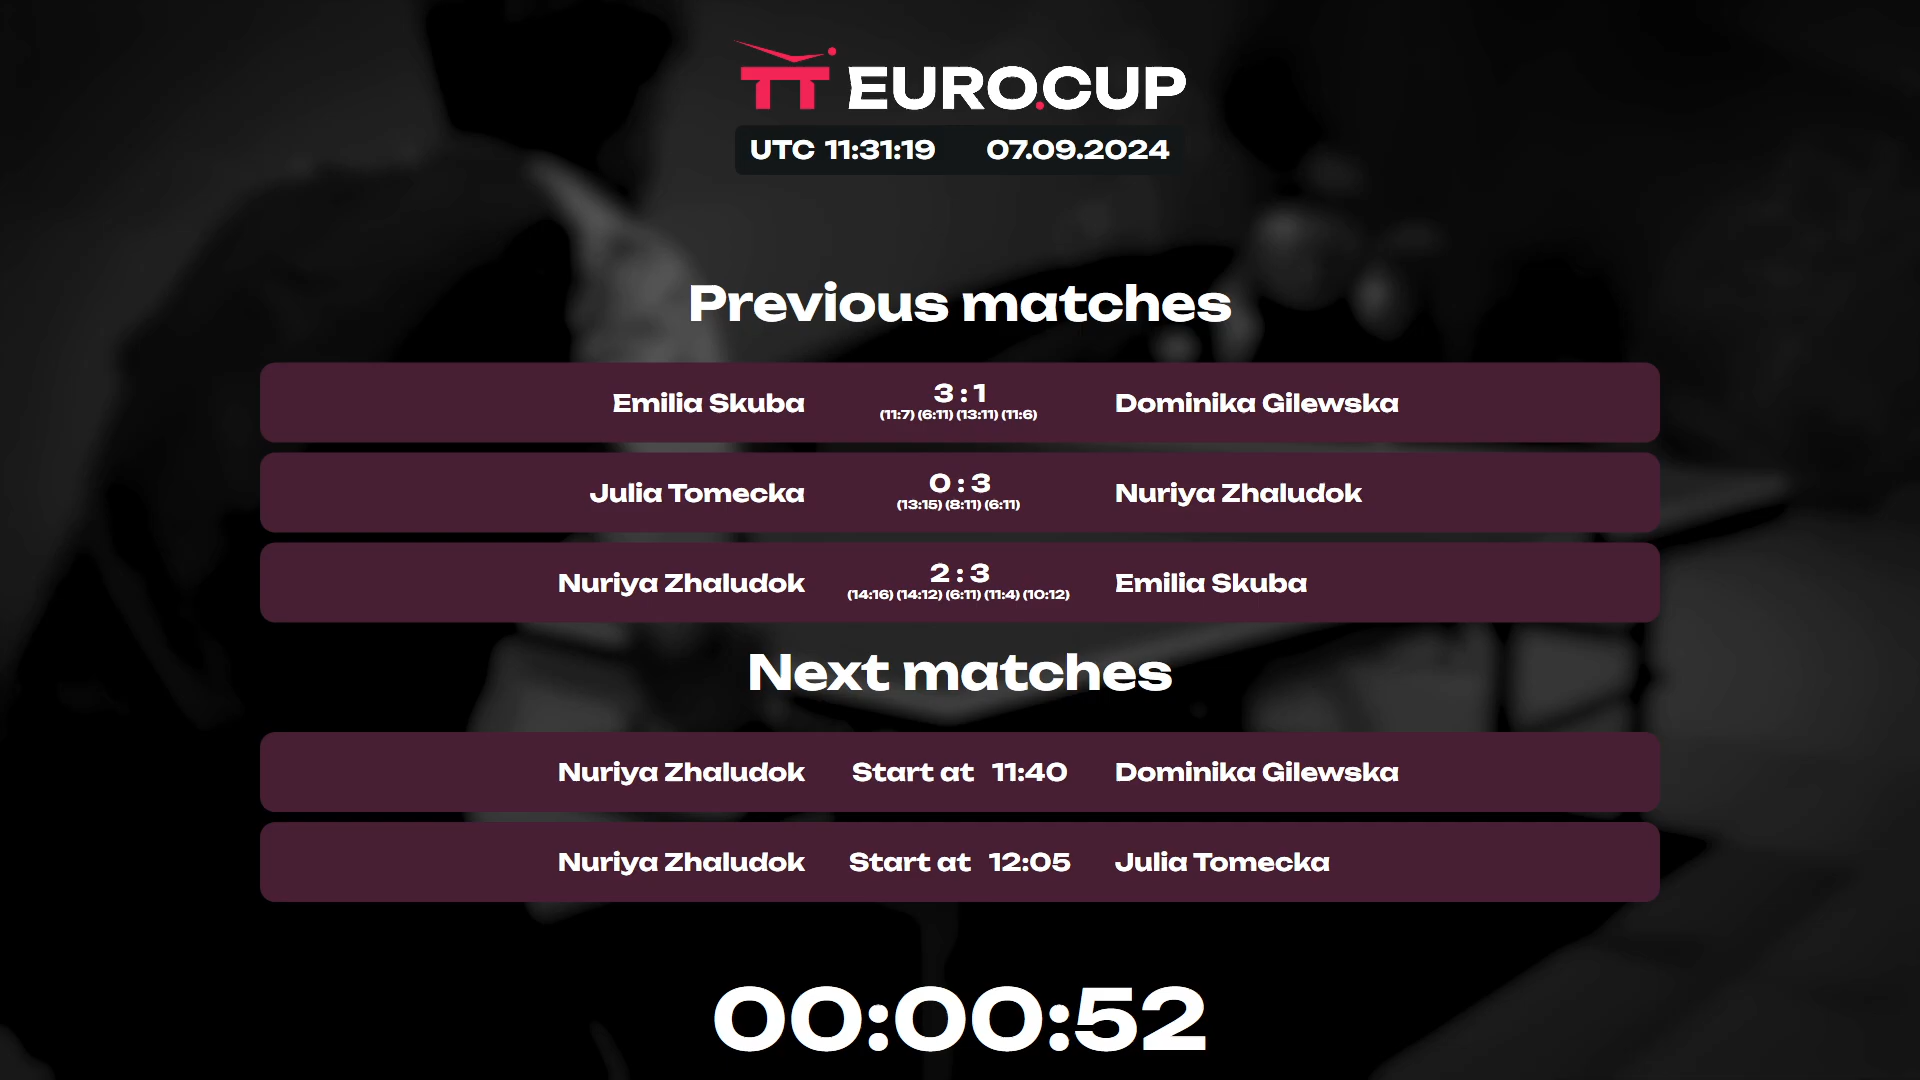 TT EURO.CUP
UTC 11:31:19 07.09.2024
Previous matches
Emilia Skuba 3 : 1 Dominika Gilewska
(11:7) (6:11) (13:11) (11:6)
Julia Tomecka 0 : 3 Nuriya Zhaludok
(13:15) (8:11) (6:11)
Nuriya Zhaludok 2 : 3 Emilia Skuba
(14:16) (14:12) (6:11) (11:4) (10:12)
Next matches
Nuriya Zhaludok Start at 11:40 Dominika Gilewska
Nuriya Zhaludok Start at 12:05 Julia Tomecka
00:00:52